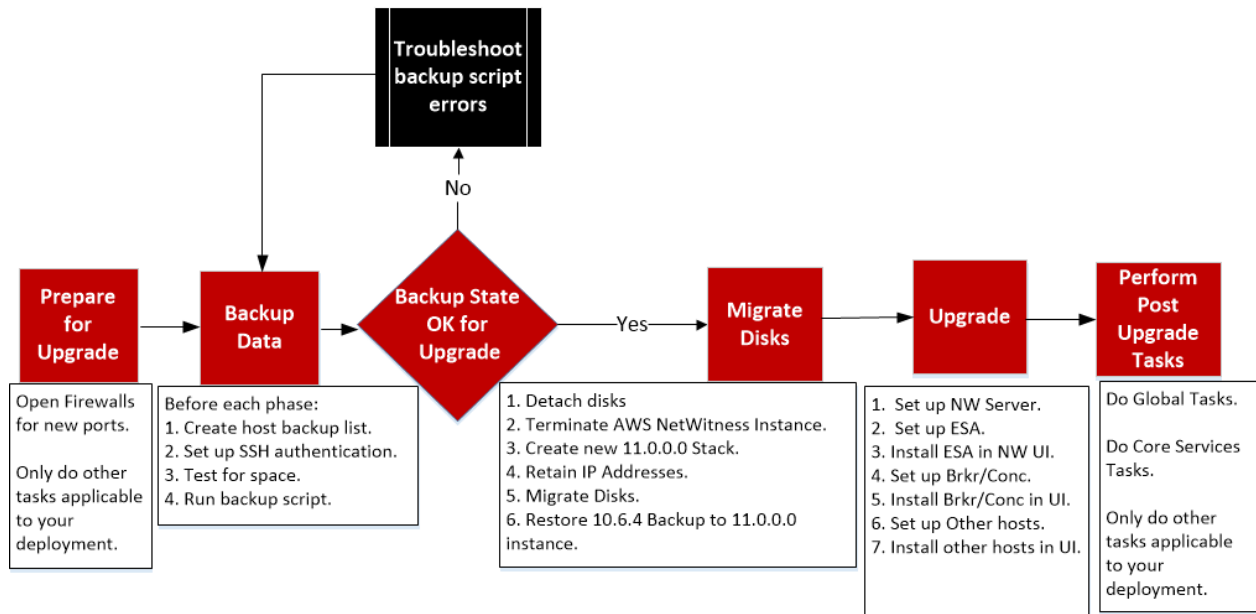 Troubleshoot
backup script
errors
No
Prepare
for
Upgrade
Backup
Data
Backup State
OK for
Upgrade
Yes
Migrate
Disks
Upgrade
Perform
Post
Upgrade
Tasks
Open Firewalls
for new ports.
Only do other
tasks applicable
to your
deployment.
Before each phase:
1. Create host backup list.
2. Set up SSH authentication.
3. Test for space.
4. Run backup script.
1. Detach disks
2. Terminate AWS NetWitness Instance.
3. Create new 11.0.0.0 Stack.
4. Retain IP Addresses.
5. Migrate Disks.
6. Restore 10.6.4 Backup to 11.0.0.0
instance.
1. Set up NW Server.
2. Set up ESA.
3. Install ESA in NW UI.
4. Set up Brkr/Conc.
5. Install Brkr/Conc in UI.
6. Set up Other hosts.
7. Install other hosts in UI.
Do Global Tasks.
Do Core Services
Tasks.
Only do other
tasks applicable
to your
deployment.